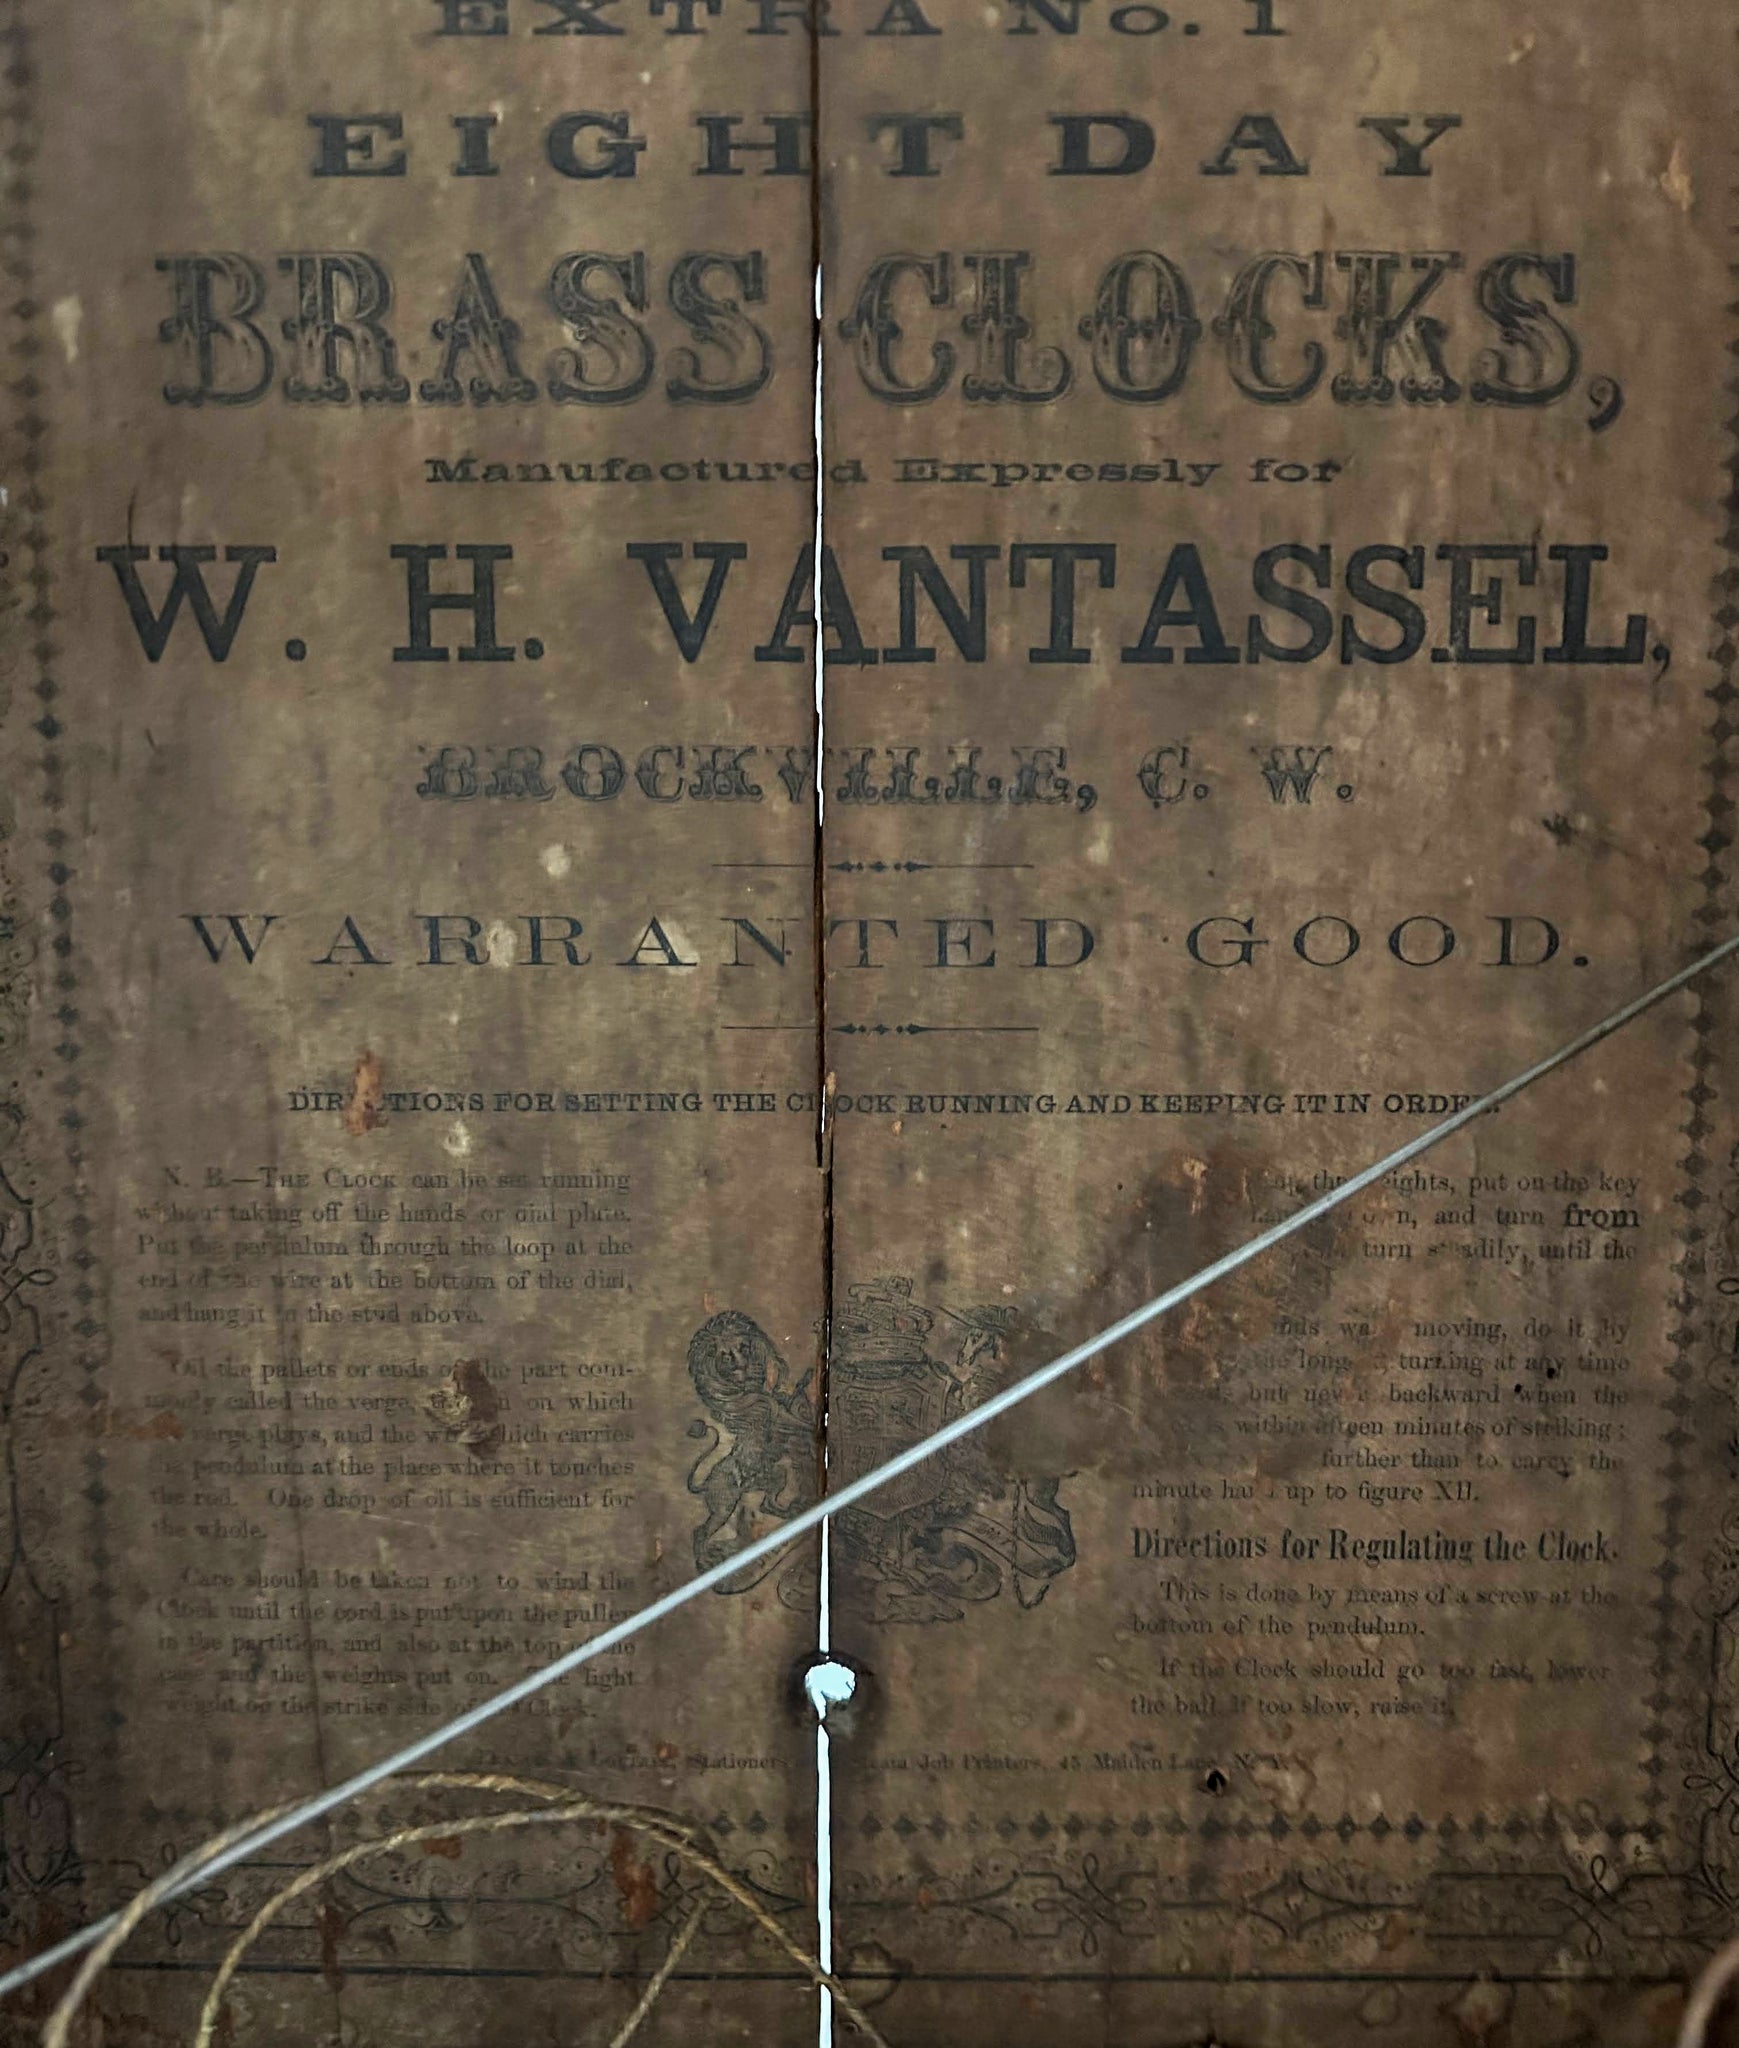 EXTRA No. 1
EIGHT DAY
BRASS CLOCKS,
Manufactured Expressly for
W. H. VANTASSEL,
BROCKVILLE, C. W.
WARRANTED GOOD.
DIRECTIONS FOR SETTING THE CLOCK RUNNING AND KEEPING IT IN ORDER.
N. B.—THE CLOCK can be set running
without taking off the hands or dial plate.
Put the pendulum through the loop at the
end of the wire at the bottom of the dial,
and hang it on the stud above.
Oil the pallets or ends of the part com-
monly called the verge, the pin on which
verge plays, and the wire which carries
the pendulum at the place where it touches
the rod. One drop of oil is sufficient for
the whole.
Care should be taken not to wind the
Clock until the cord is put upon the pulley
in the partition, and also at the top of the
case and the weights put on. The light
weight on the strike side of the Clock.
the weights, put on the key
and turn from
turn steadily, until the
moving, do it by
turning at any time
but never backward when the
within fifteen minutes of striking;
further than to carry the
minute hand up to figure XII.
Directions for Regulating the Clock.
This is done by means of a screw at the
bottom of the pendulum.
If the Clock should go too fast, lower
the ball, if too slow, raise it.
Stationers Job Printers, 45 Maiden Lane, N. Y.